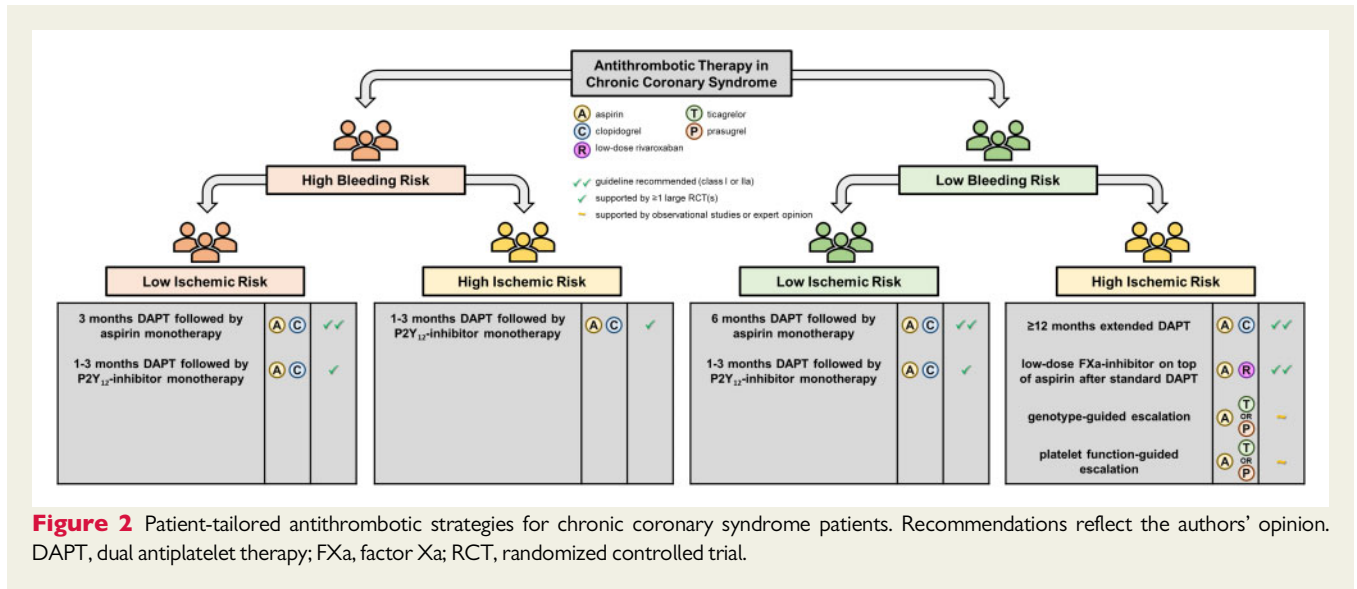 Antithrombotic Therapy in
Chronic Coronary Syndrome
A aspirin
T ticagrelor
C clopidogrel
P prasugrel
R low-dose rivaroxaban
✓✓ guideline recommended (class I or IIa)
✓ supported by ≥1 large RCT(s)
~ supported by observational studies or expert opinion
High Bleeding Risk
Low Bleeding Risk
Low Ischemic Risk
3 months DAPT followed by
aspirin monotherapy
A C ✓✓
1-3 months DAPT followed by
P2Y₁₂-inhibitor monotherapy
A C ✓
High Ischemic Risk
1-3 months DAPT followed by
P2Y₁₂-inhibitor monotherapy
A C ✓
Low Ischemic Risk
6 months DAPT followed by
aspirin monotherapy
A C ✓✓
1-3 months DAPT followed by
P2Y₁₂-inhibitor monotherapy
A C ✓
High Ischemic Risk
≥12 months extended DAPT
A C ✓✓
low-dose FXa-inhibitor on top
of aspirin after standard DAPT
A R ✓✓
genotype-guided escalation
A T OR P ~
platelet function-guided
escalation
A T OR P ~
Figure 2 Patient-tailored antithrombotic strategies for chronic coronary syndrome patients. Recommendations reflect the authors’ opinion.
DAPT, dual antiplatelet therapy; FXa, factor Xa; RCT, randomized controlled trial.